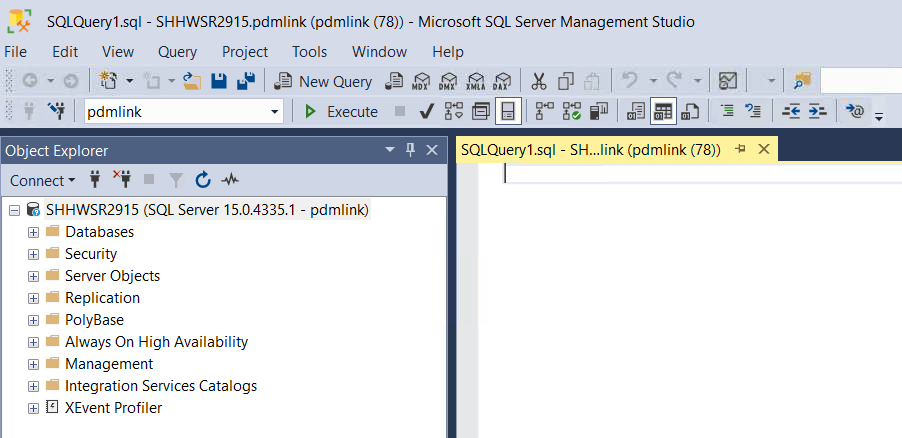 SQLQuery1.sql - SHHWSR2915.pdmlink (pdmlink (78)) - Microsoft SQL Server Management Studio
File Edit View Query Project Tools Window Help
New Query MDX DMX XMLA DAX
pdmlink Execute
Object Explorer
SQLQuery1.sql - SH...link (pdmlink (78))
Connect
SHHWSR2915 (SQL Server 15.0.4335.1 - pdmlink)
Databases
Security
Server Objects
Replication
PolyBase
Always On High Availability
Management
Integration Services Catalogs
XEvent Profiler